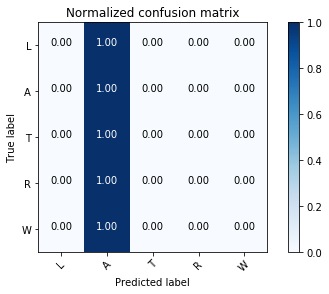 Normalized confusion matrix
L 0.00 1.00 0.00 0.00 0.00
A 0.00 1.00 0.00 0.00 0.00
T 0.00 1.00 0.00 0.00 0.00
R 0.00 1.00 0.00 0.00 0.00
W 0.00 1.00 0.00 0.00 0.00
L A T R W
True label
Predicted label
1.0
0.8
0.6
0.4
0.2
0.0